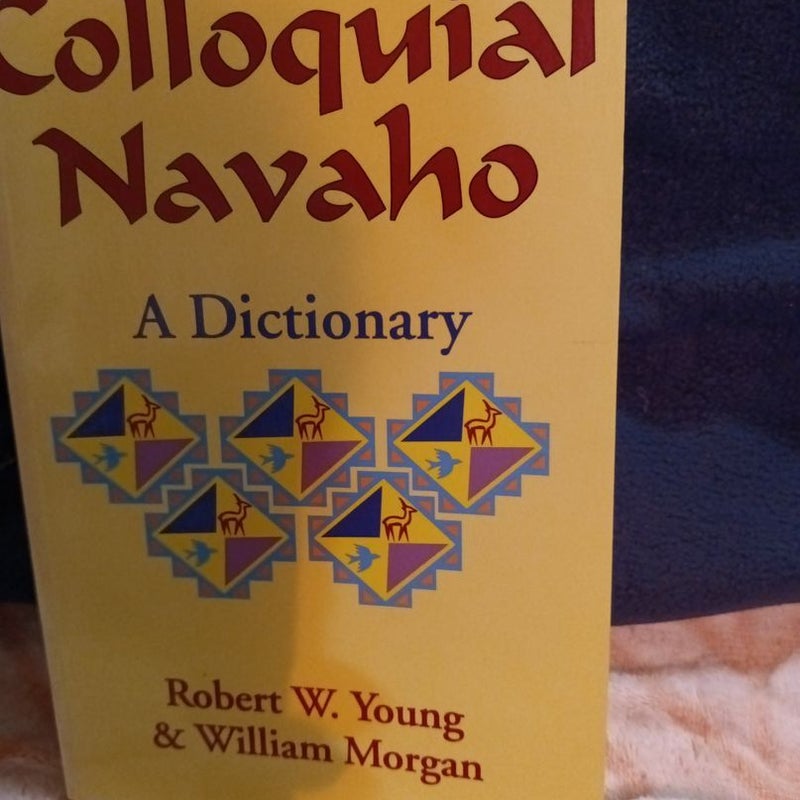 Colloquial
Navaho
A Dictionary
Robert W. Young
& William Morgan